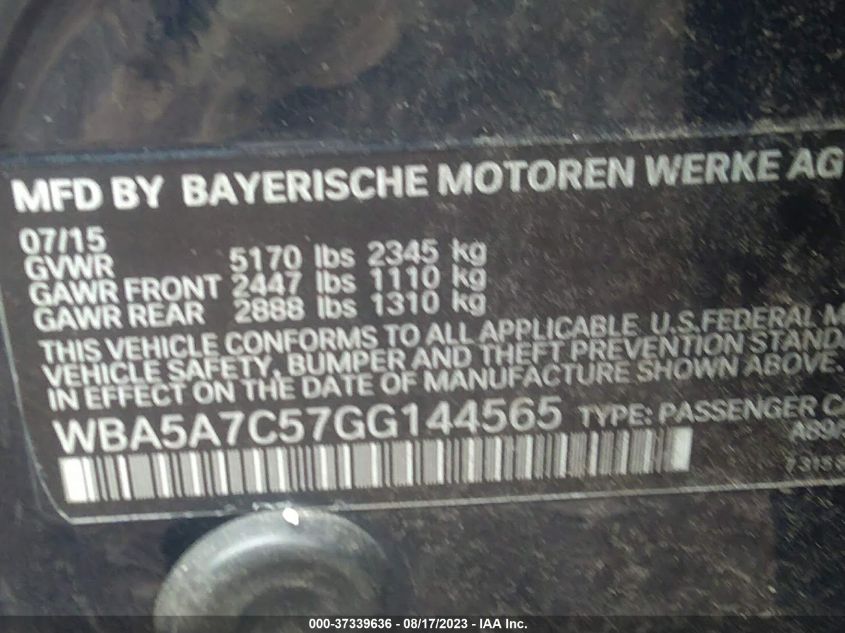 MFD BY BAYERISCHE MOTOREN WERKE AG
07/15
GVWR 5170 lbs 2345 kg
GAWR FRONT 2447 lbs 1110 kg
GAWR REAR 2888 lbs 1310 kg
THIS VEHICLE CONFORMS TO ALL APPLICABLE U.S.FEDERAL M
VEHICLE SAFETY, BUMPER AND THEFT PREVENTION STAND
IN EFFECT ON THE DATE OF MANUFACTURE SHOWN ABOVE.
WBA5A7C57GG144565 TYPE: PASSENGER CA
000-37339636 - 08/17/2023 - IAA Inc.